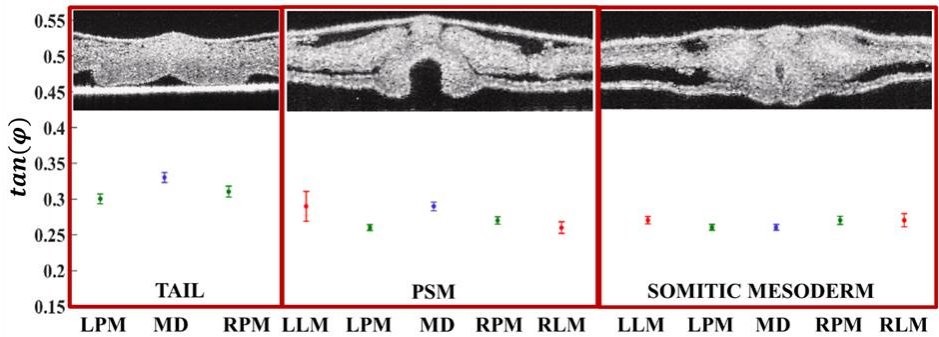 tan(φ)
0.55
0.5
0.45
0.4
0.35
0.3
0.25
0.2
0.15
TAIL
PSM
SOMITIC MESODERM
LPM MD RPM LLM LPM MD RPM RLM LLM LPM MD RPM RLM